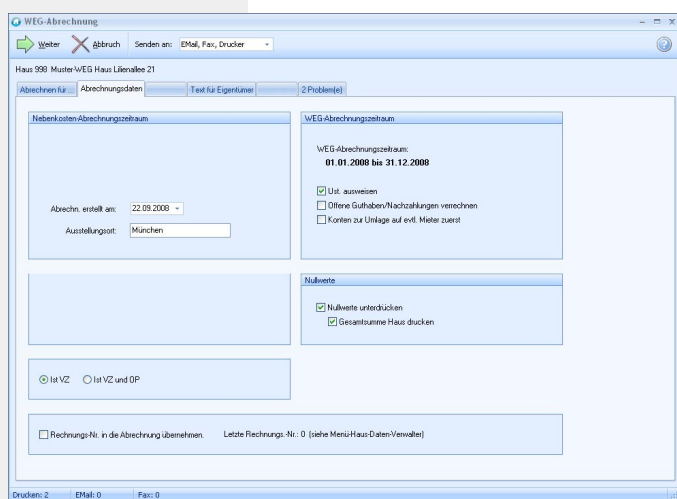 WEG-Abrechnung
Weiter Abbruch Senden an: EMail, Fax, Drucker
Haus 998 Muster-WEG Haus Lilienallee 21
Abrechnen für ... Abrechnungsdaten Text für Eigentümer 2 Problem(e)
Nebenkosten-Abrechnungszeitraum
Abrechn. erstellt am: 22.09.2008
Ausstellungsort: München
WEG-Abrechnungszeitraum
WEG-Abrechnungszeitraum:
01.01.2008 bis 31.12.2008
Ust. ausweisen
Offene Guthaben/Nachzahlungen verrechnen
Konten zur Umlage auf evtl. Mieter zuerst
Nullwerte
Nullwerte unterdrücken
Gesamtsumme Haus drucken
Ist VZ Ist VZ und OP
Rechnungs-Nr. in die Abrechnung übernehmen. Letzte Rechnungs.-Nr.: 0 (siehe Menü-Haus-Daten-Verwalter)
Drucken: 2 EMail: 0 Fax: 0